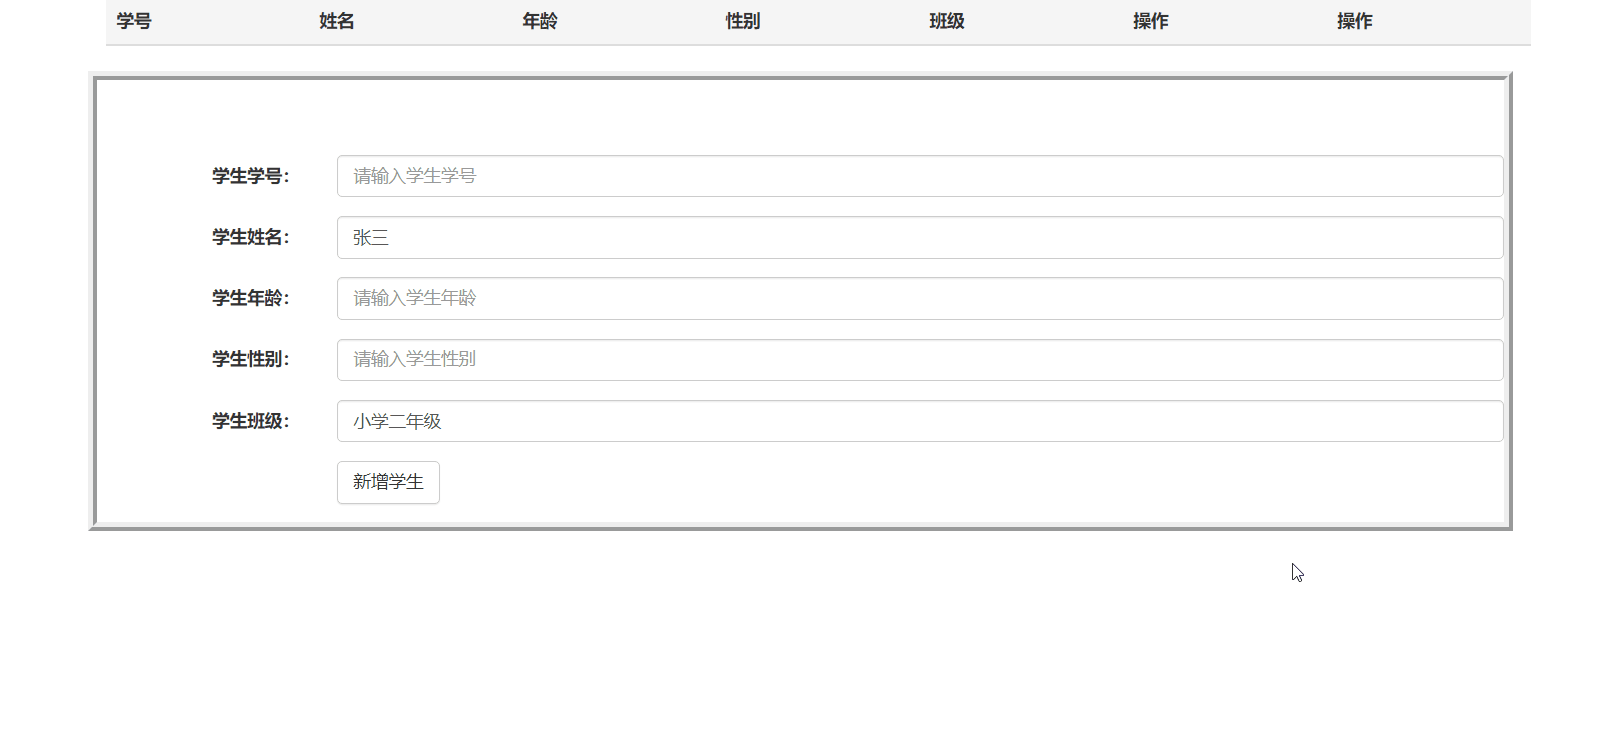 学号 姓名 年龄 性别 班级 操作 操作
学生学号： 请输入学生学号
学生姓名： 张三
学生年龄： 请输入学生年龄
学生性别： 请输入学生性别
学生班级： 小学二年级
新增学生